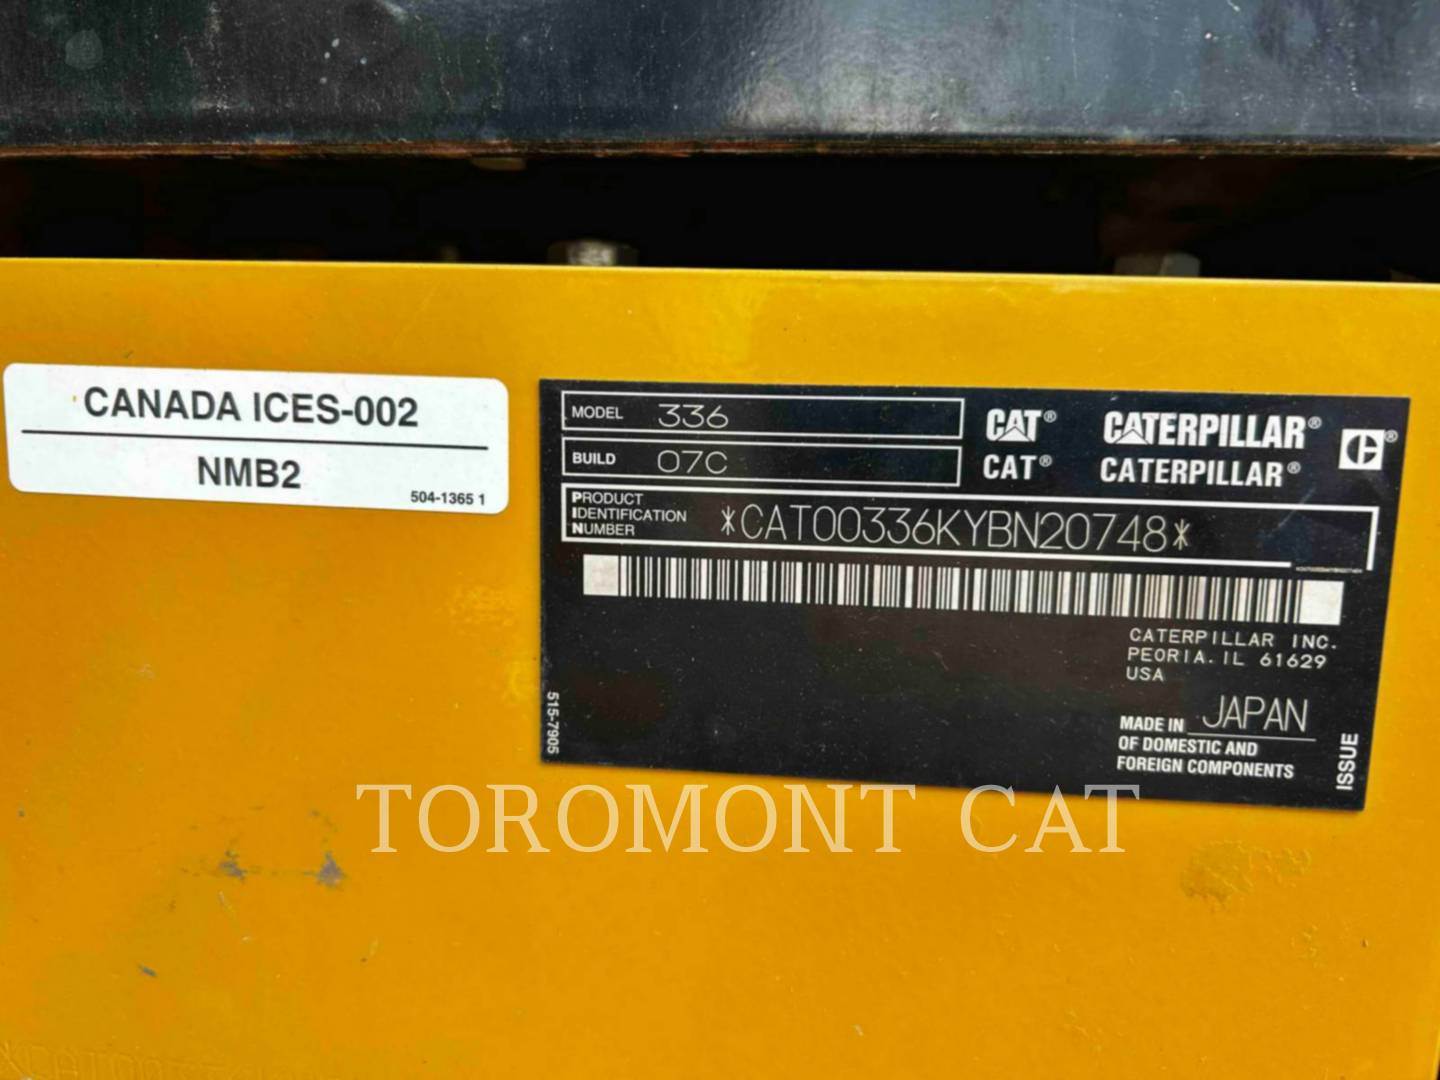 CANADA ICES-002
NMB2
504-1365 1
MODEL 336
BUILD 07C
CAT® CATERPILLAR®
CAT® CATERPILLAR®
C®
PRODUCT
IDENTIFICATION
NUMBER
*CAT00336KYBN20748*
CATERPILLAR INC.
PEORIA, IL 61629
USA
MADE IN JAPAN
OF DOMESTIC AND
FOREIGN COMPONENTS
515-7905
ISSUE
TOROMONT CAT